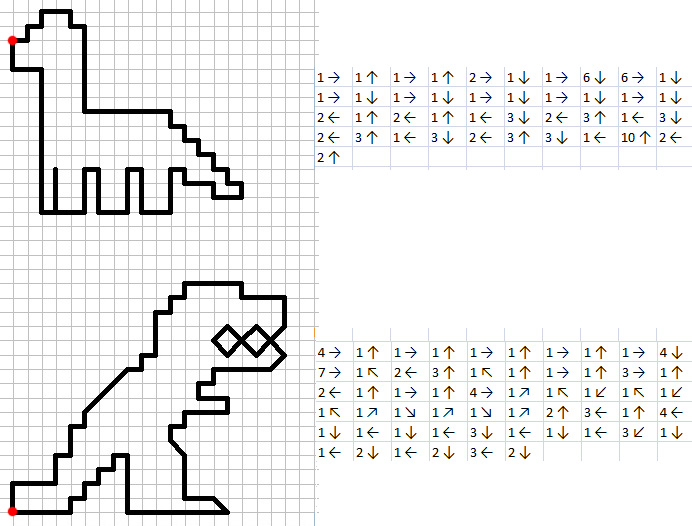 1→ 1↑ 1→ 1↑ 2→ 1↓ 1→ 6↓ 6→ 1↓
1→ 1↓ 1→ 1↓ 1→ 1↓ 1→ 1↓ 1→ 1↓
2← 1↑ 2← 1↑ 1← 3↓ 2← 3↑ 1← 3↓
2← 3↑ 1← 3↓ 2← 3↑ 3↓ 1← 10↑ 2←
2↑
4→ 1↑ 1→ 1↑ 1→ 1↑ 1→ 1↑ 1→ 4↓
7→ 1↖ 2← 3↑ 1↖ 1↑ 1→ 1↑ 3→ 1↑
2← 1↑ 1→ 1↑ 4→ 1↗ 1↖ 1↙ 1↖ 1↙
1↖ 1↗ 1↘ 1↗ 1↘ 1↗ 2↑ 3← 1↑ 4←
1↓ 1← 1↓ 1← 3↓ 1← 1↓ 1← 3↙ 1↓
1← 2↓ 1← 2↓ 3← 2↓